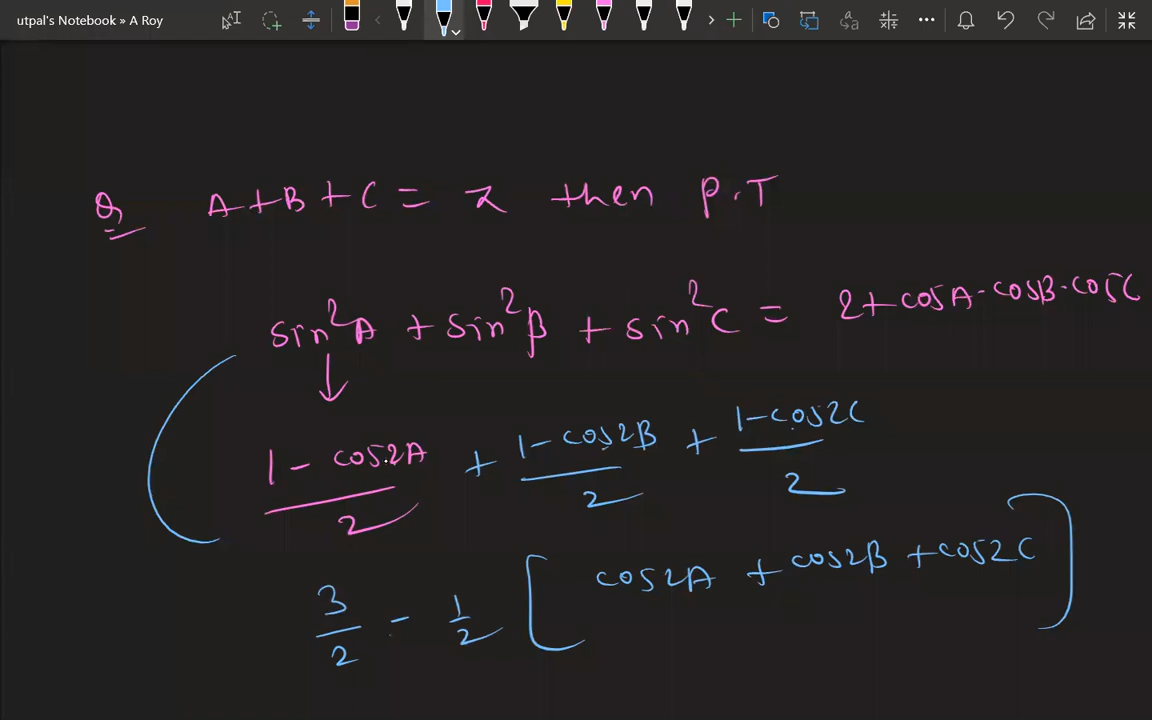 utpal's Notebook » A Roy
Q A+B+C = π then P.T
sin²A + sin²B + sin²C = 2+cosA·cosB·cosC
1 - cos2A / 2 + 1 - cos2B / 2 + 1 - cos2C / 2
3/2 - 1/2 [ cos2A + cos2B + cos2C ]